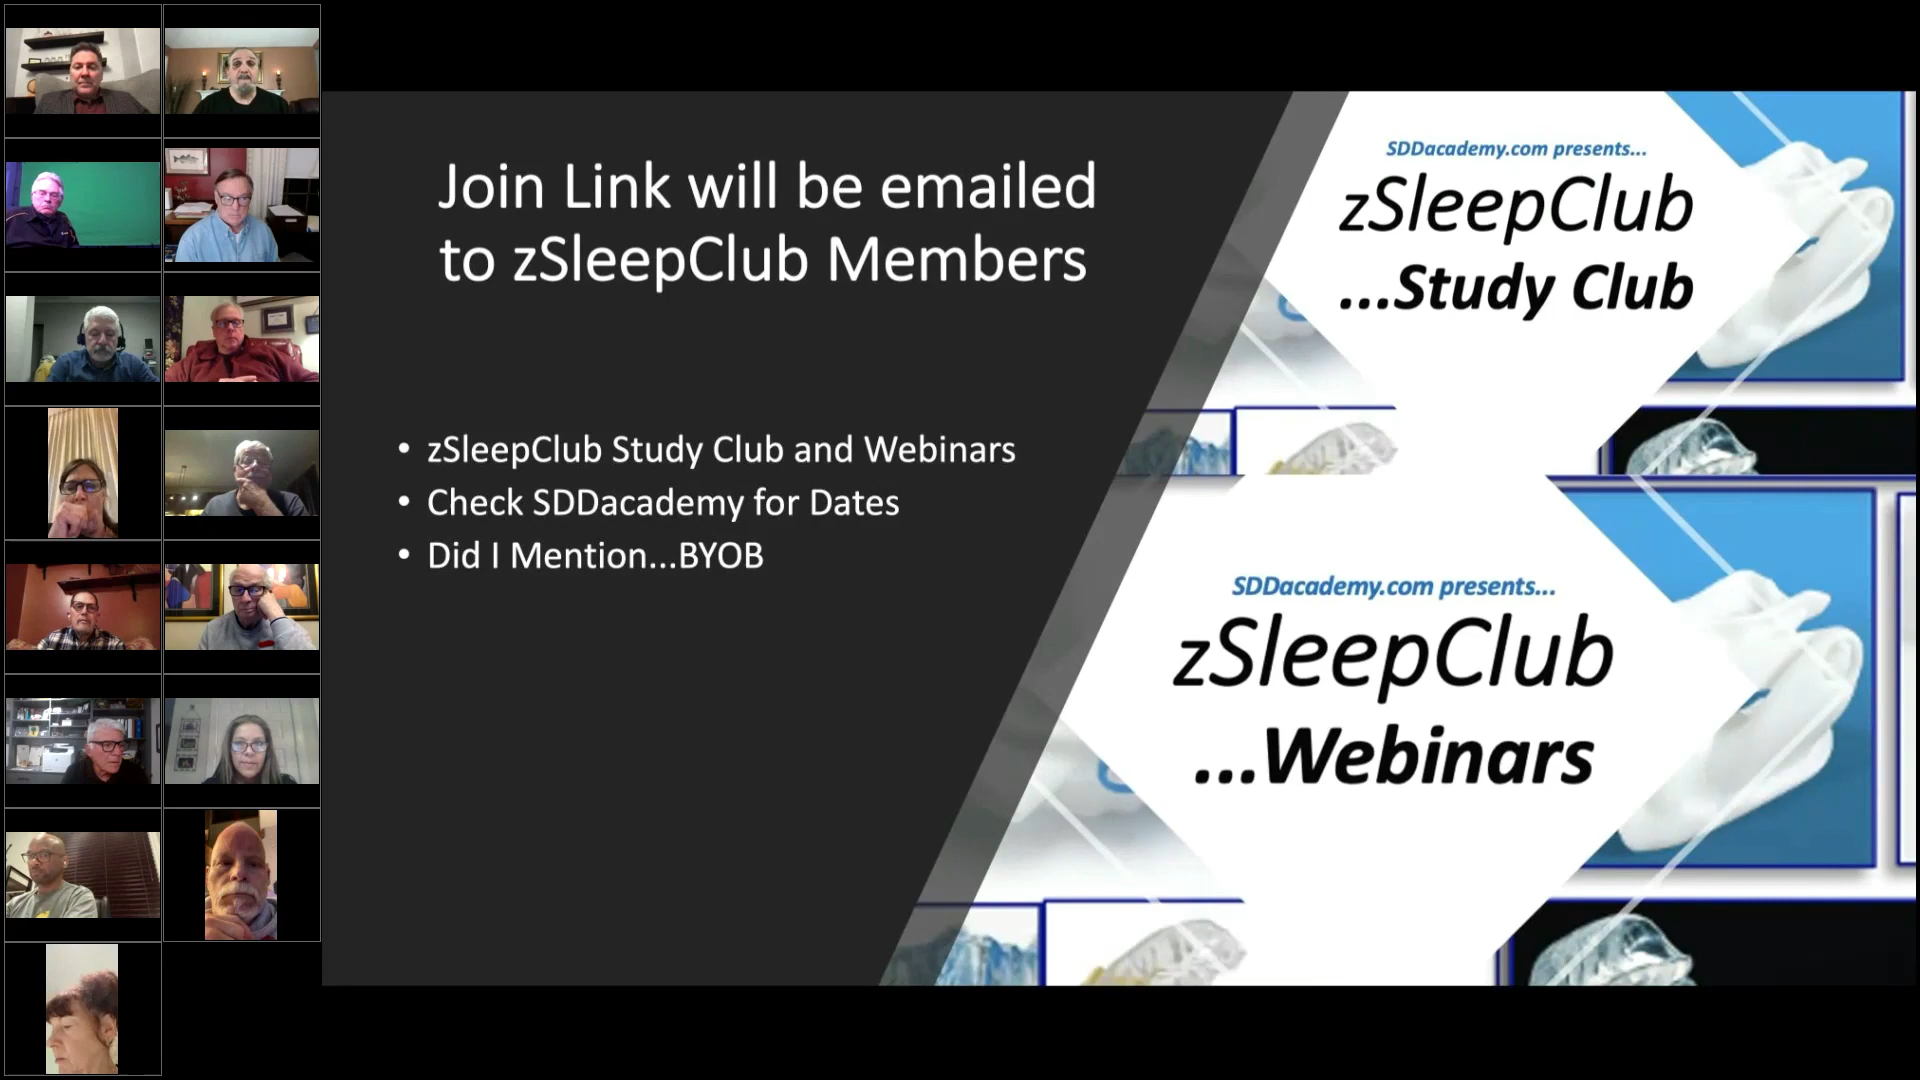 Join Link will be emailed
to zSleepClub Members
• zSleepClub Study Club and Webinars
• Check SDDacademy for Dates
• Did I Mention...BYOB
SDDacademy.com presents...
zSleepClub
...Study Club
SDDacademy.com presents...
zSleepClub
...Webinars